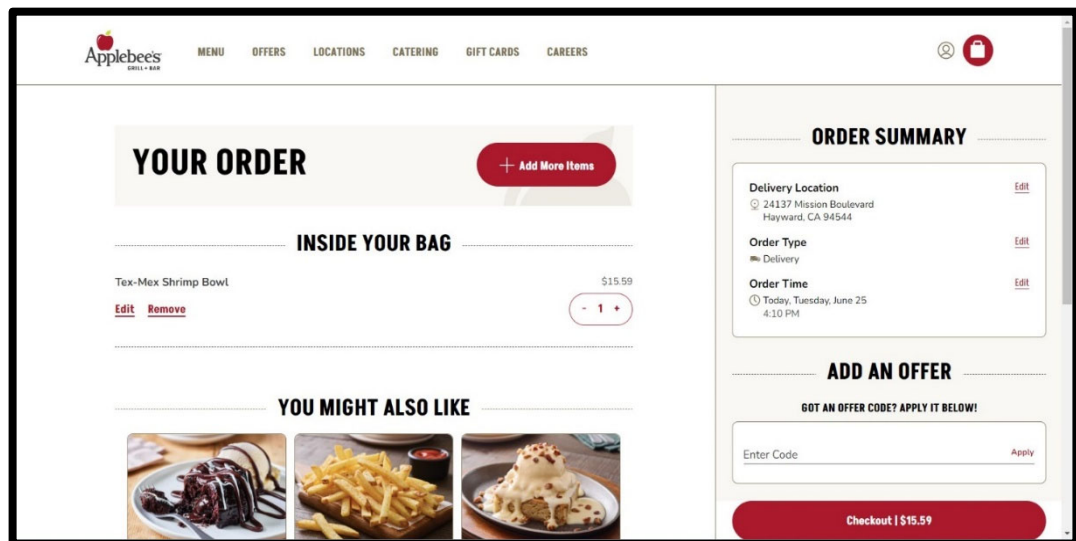 Applebee's
GRILL + BAR
MENU OFFERS LOCATIONS CATERING GIFT CARDS CAREERS
YOUR ORDER
+ Add More Items
INSIDE YOUR BAG
Tex-Mex Shrimp Bowl $15.59
Edit Remove - 1 +
YOU MIGHT ALSO LIKE
ORDER SUMMARY
Delivery Location Edit
24137 Mission Boulevard
Hayward, CA 94544
Order Type Edit
Delivery
Order Time Edit
Today, Tuesday, June 25
4:10 PM
ADD AN OFFER
GOT AN OFFER CODE? APPLY IT BELOW!
Enter Code Apply
Checkout | $15.59